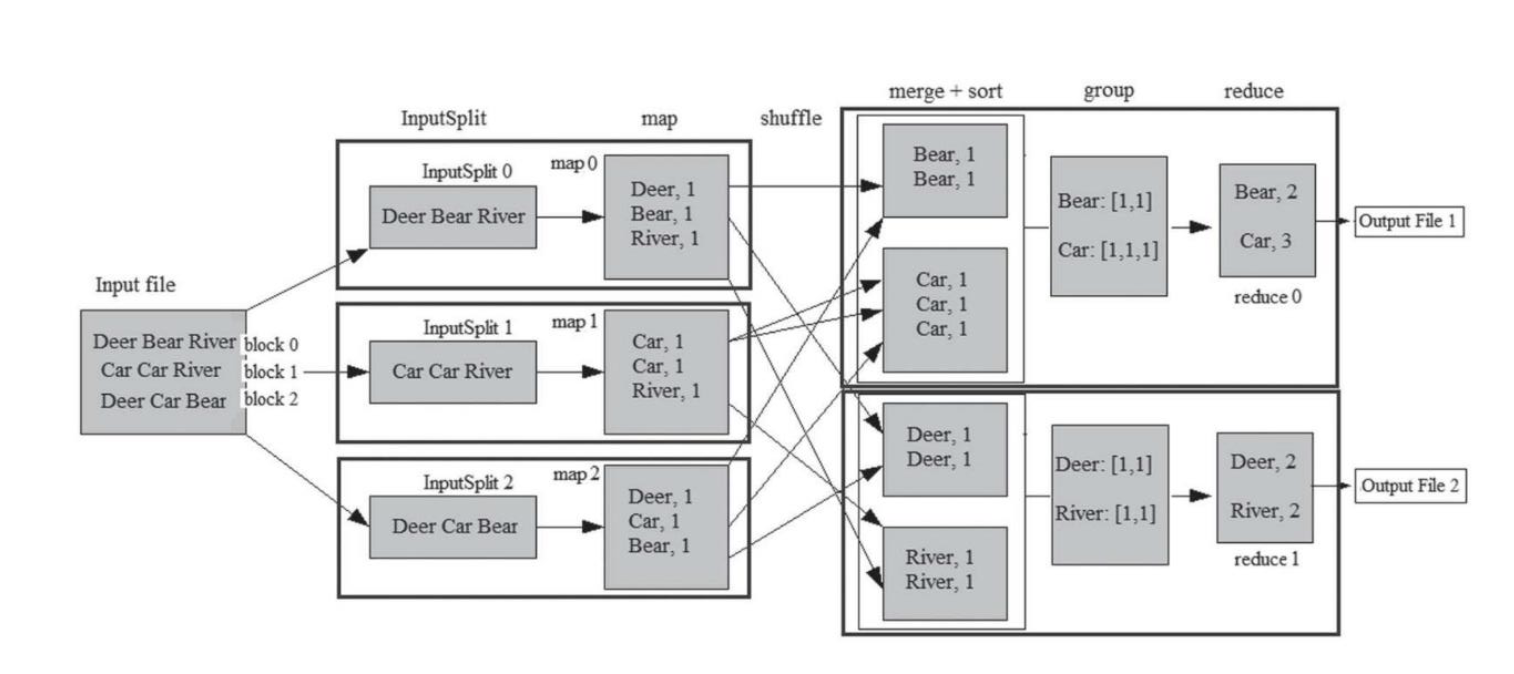 merge + sort
group
reduce
InputSplit
map
shuffle
InputSplit 0
map 0
Deer Bear River
Deer, 1
Bear, 1
River, 1
Bear, 1
Bear, 1
Car, 1
Car, 1
Car, 1
Bear: [1,1]
Car: [1,1,1]
Bear, 2
Car, 3
reduce 0
Output File 1
Input file
Deer Bear River
Car Car River
Deer Car Bear
block 0
block 1
block 2
InputSplit 1
map 1
Car Car River
Car, 1
Car, 1
River, 1
InputSplit 2
map 2
Deer Car Bear
Deer, 1
Car, 1
Bear, 1
Deer, 1
Deer, 1
River, 1
River, 1
Deer: [1,1]
River: [1,1]
Deer, 2
River, 2
reduce 1
Output File 2